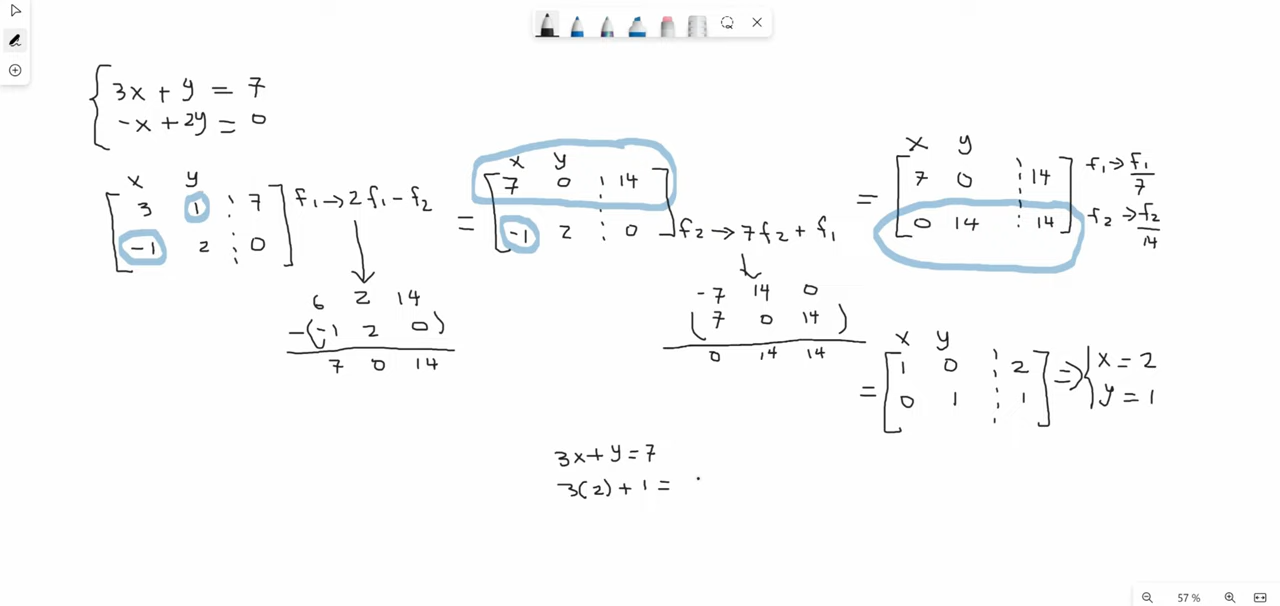 3x + y = 7
-x + 2y = 0
x y
3 1 7
-1 2 0
f1 → 2f1 - f2
6 2 14
-(-1 2 0)
7 0 14
=
x y
7 0 14
-1 2 0
f2 → 7f2 + f1
-7 14 0
(7 0 14)
0 14 14
=
x y
7 0 14
0 14 14
f1 → f1/7
f2 → f2/14
=
x y
1 0 2
0 1 1
⇒
x = 2
y = 1
3x + y = 7
3(2) + 1 =
57 %